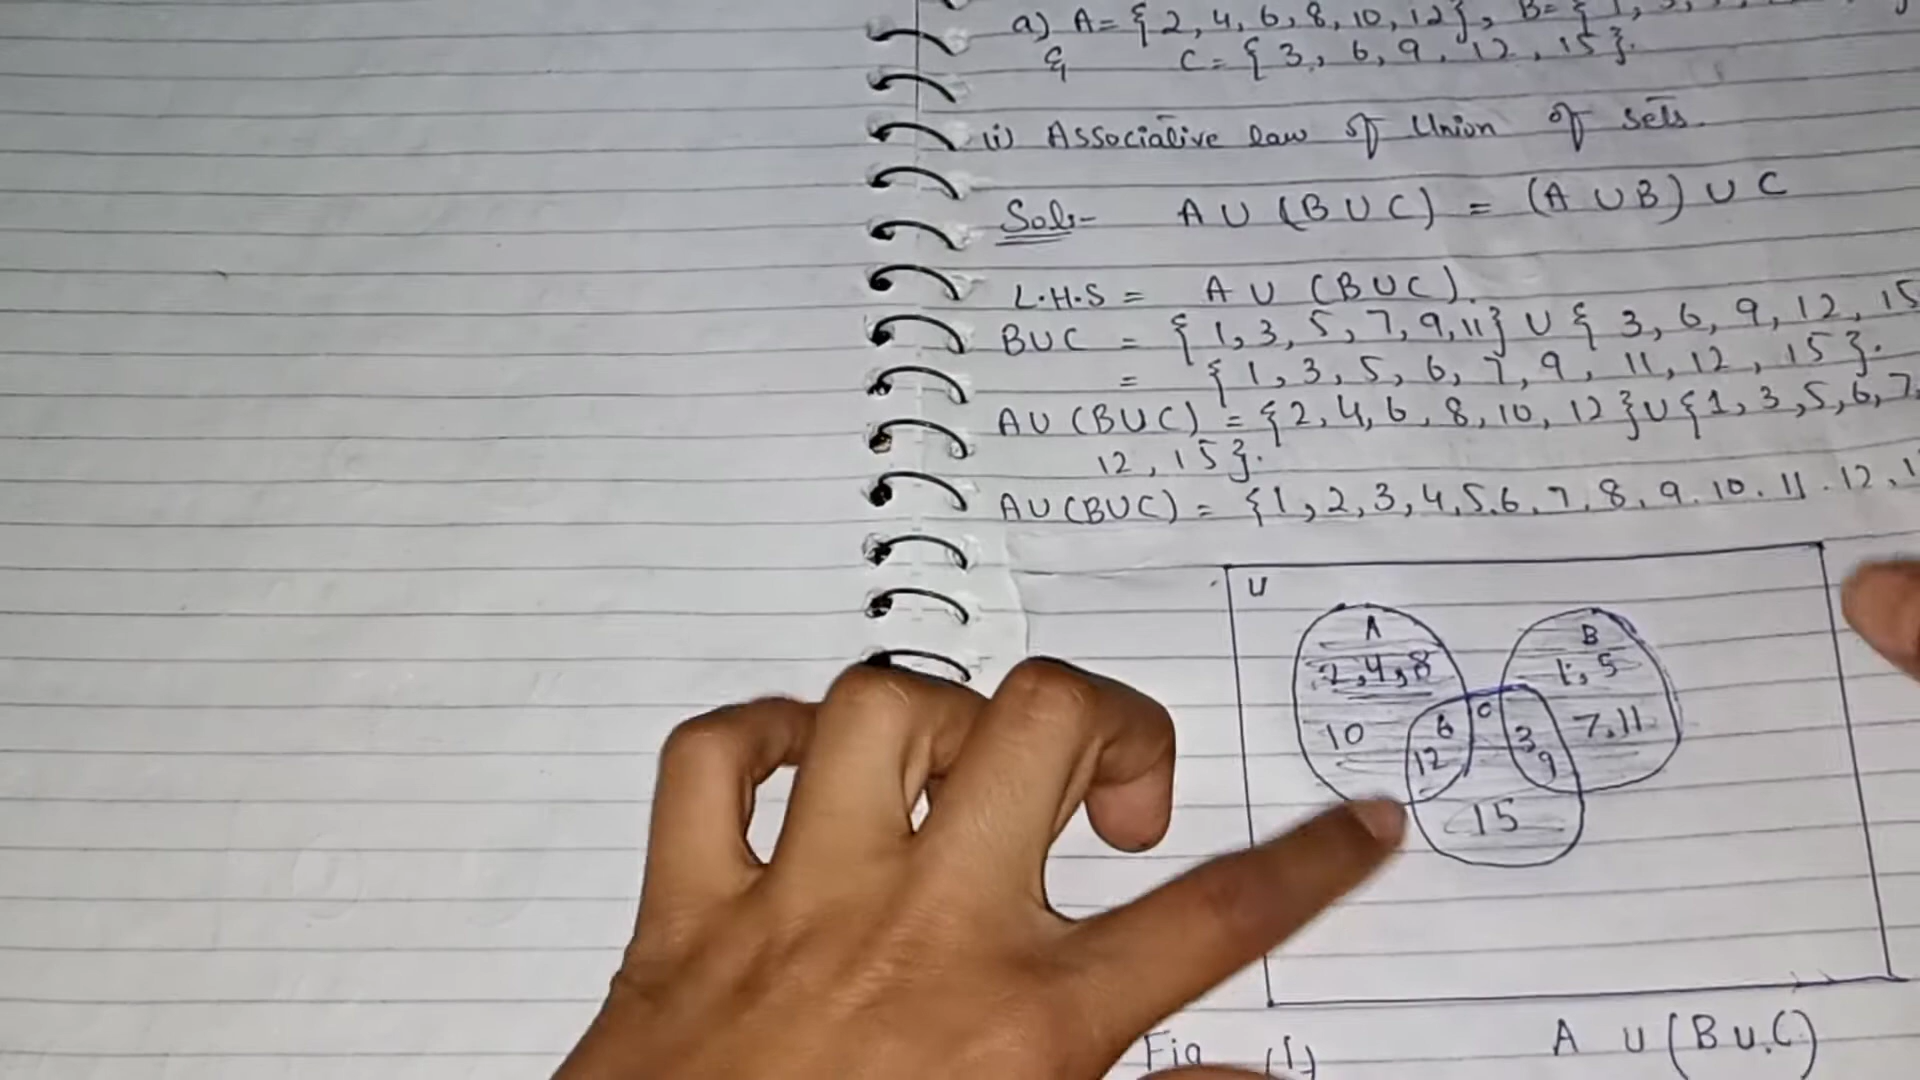 a) A = { 2, 4, 6, 8, 10, 12 }, B = { 1,
& C = { 3, 6, 9, 12, 15 }.
(i) Associative law of Union of sets.
Sol:- A ∪ (B ∪ C) = (A ∪ B) ∪ C
L.H.S = A ∪ (B ∪ C).
B∪C = { 1, 3, 5, 7, 9, 11 } ∪ { 3, 6, 9, 12, 15
= { 1, 3, 5, 6, 7, 9, 11, 12, 15 }.
A∪(B∪C) = { 2, 4, 6, 8, 10, 12 } ∪ { 1, 3, 5, 6, 7,
12, 15 }.
A∪(B∪C) = { 1, 2, 3, 4, 5, 6, 7, 8, 9, 10, 11, 12,
U
A B
2, 4, 8 1, 5
10 6 C 3 7, 11
12 9
15
Fig (1) A ∪ (B ∪ C)